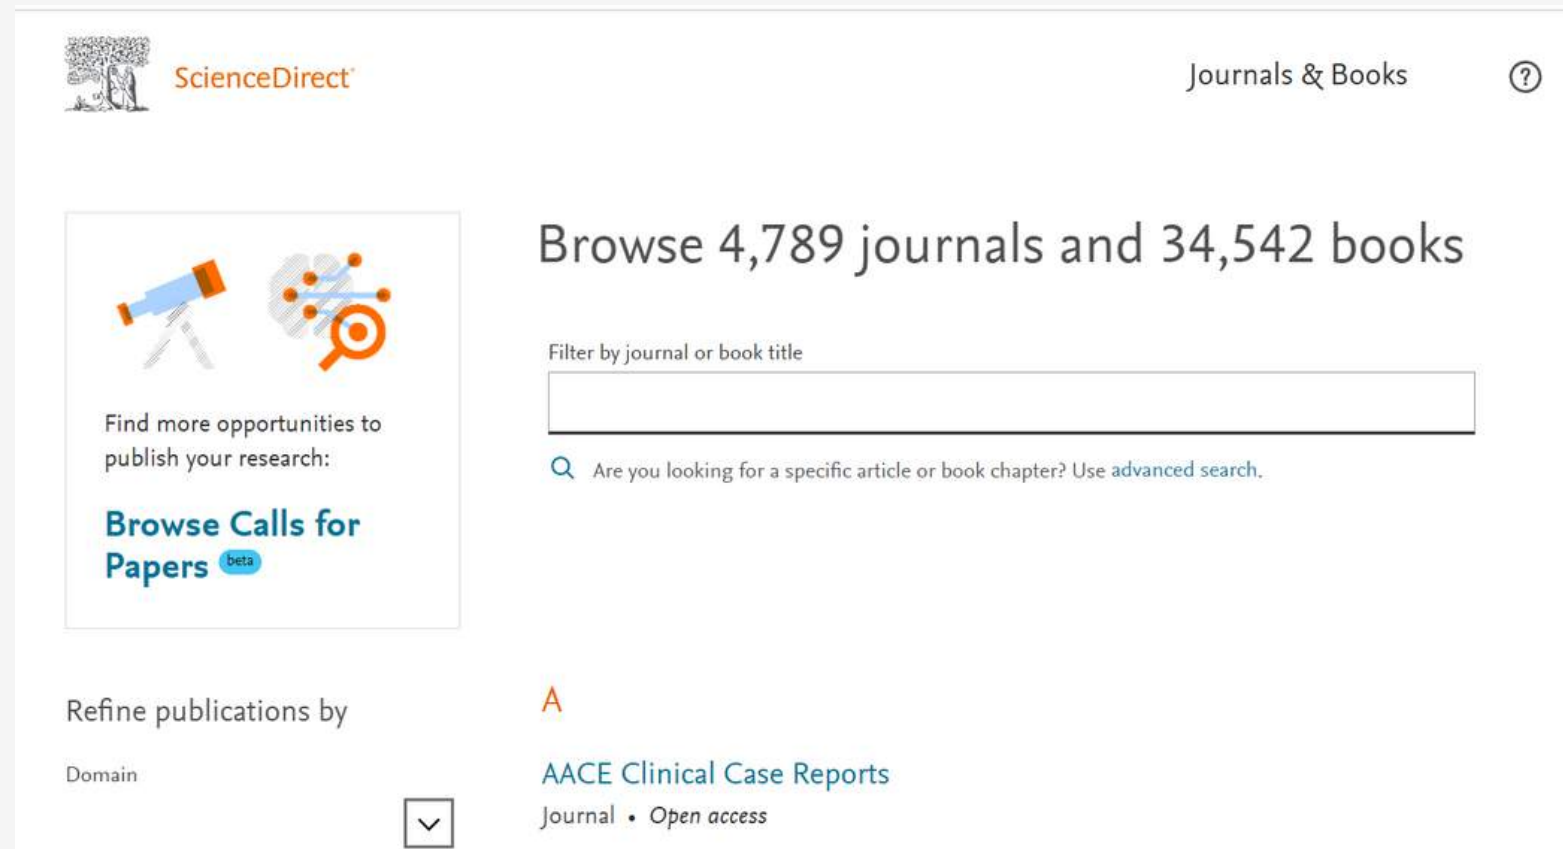 ScienceDirect®
Journals & Books
?
Find more opportunities to
publish your research:
Browse Calls for
Papers beta
Refine publications by
Domain
Browse 4,789 journals and 34,542 books
Filter by journal or book title
Are you looking for a specific article or book chapter? Use advanced search.
A
AACE Clinical Case Reports
Journal • Open access